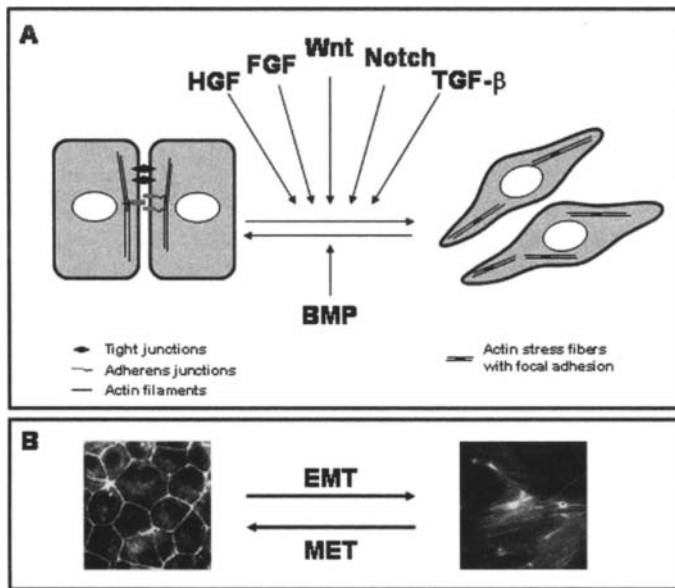 A
HGF
FGF
Wnt
Notch
TGF-β
BMP
Tight junctions
Adherens junctions
Actin filaments
Actin stress fibers
with focal adhesion
B
EMT
MET